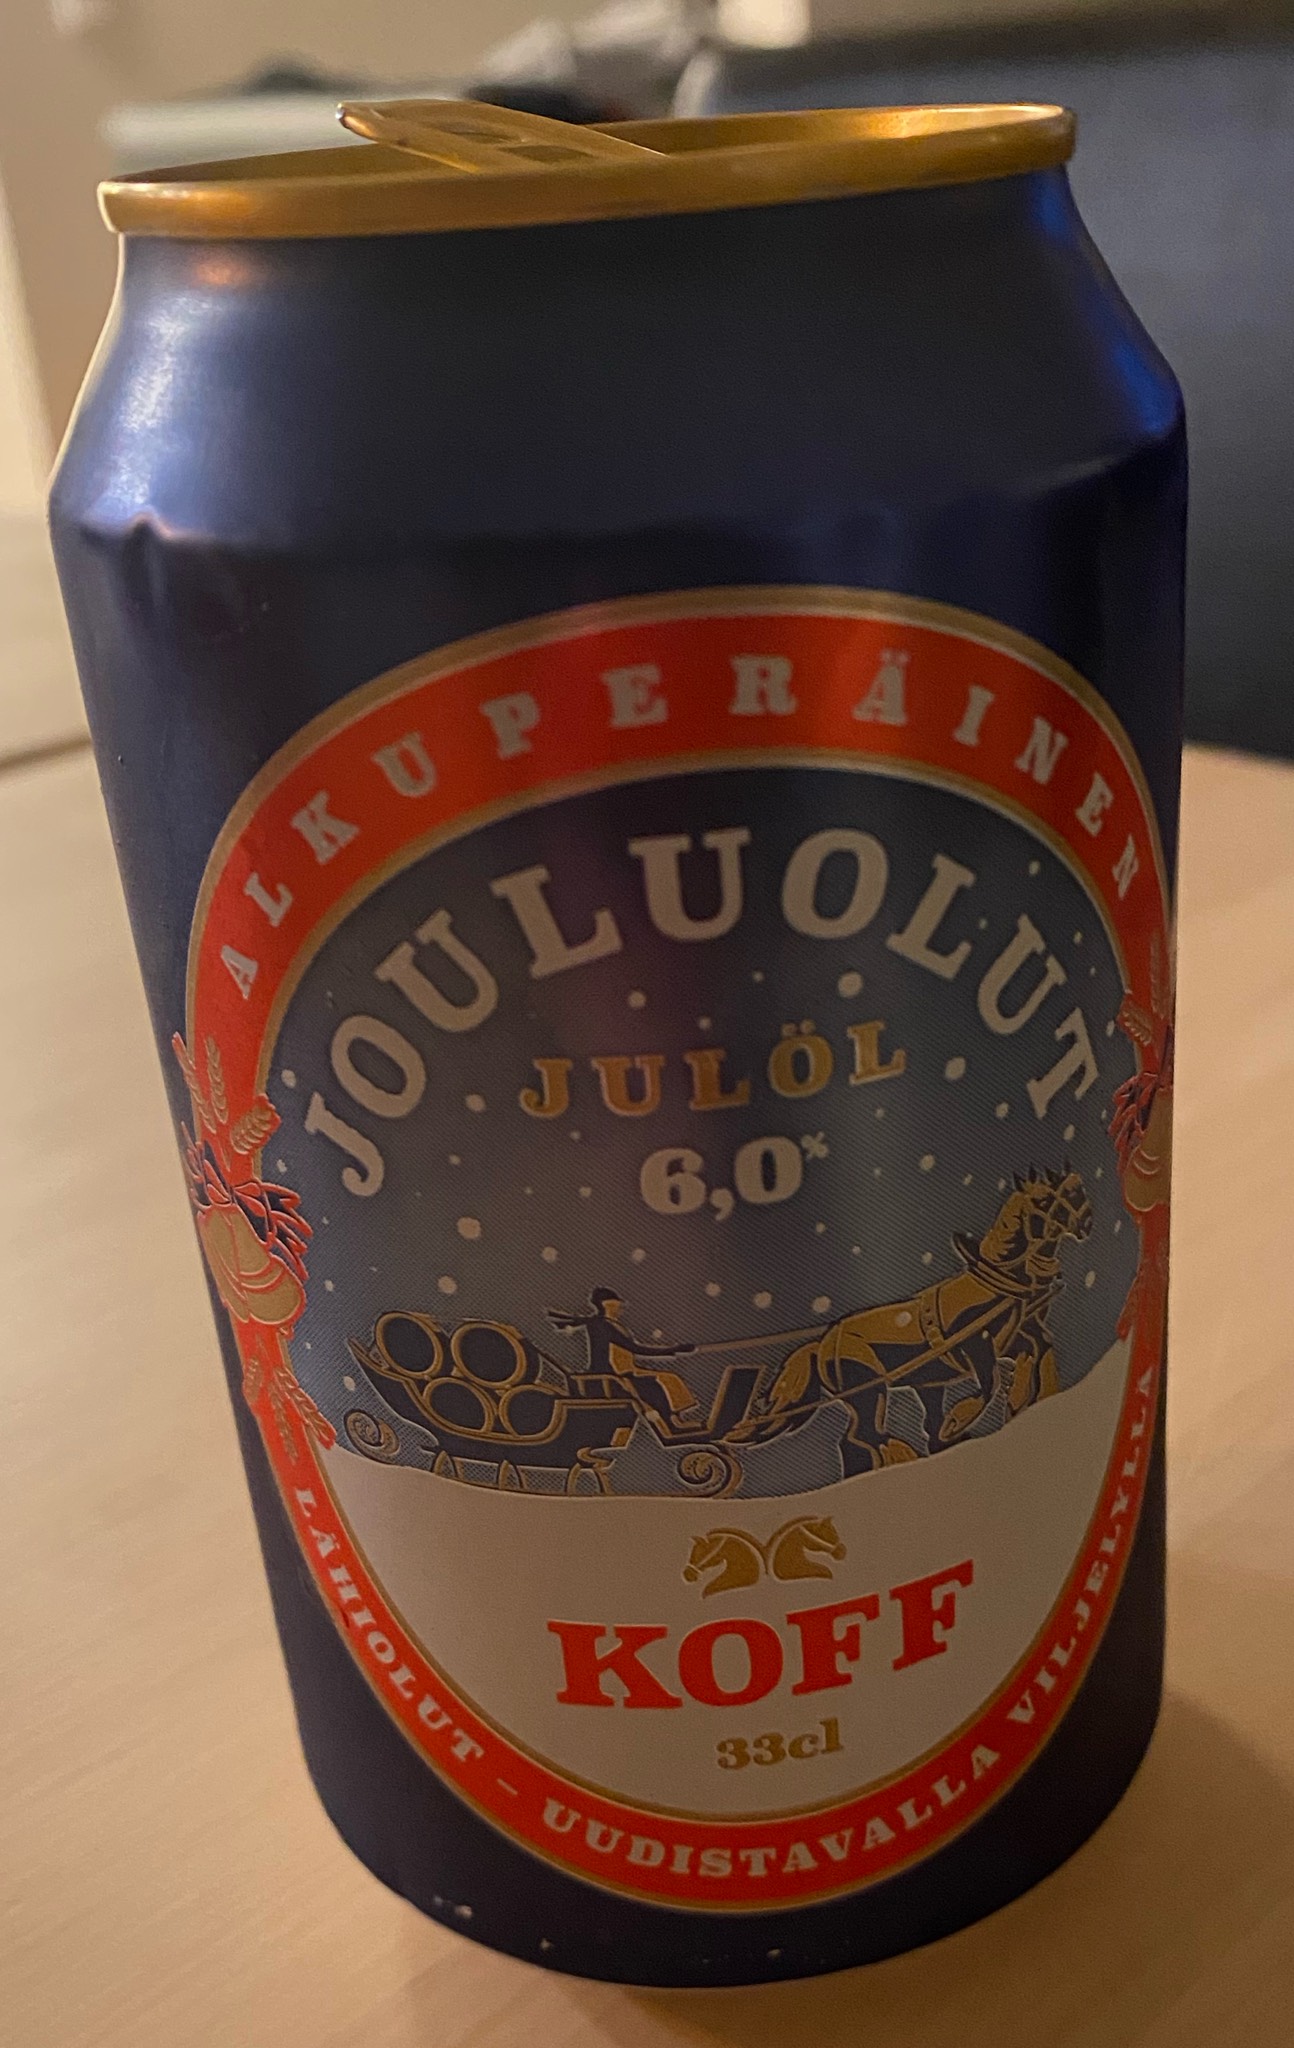 ALKUPERÄINEN
JOULUOLUT
JULÖL
6,0%
KOFF
33cl
LÄHIOLUT - UUDISTAVALLA VILJELYLLÄ